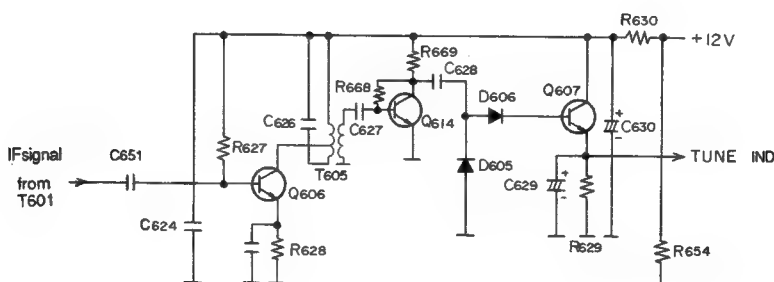 R630
+12V
R669
C628
R668
D606
Q607
C626
C627
Q614
C630
IFsignal
from
T601
C651
R627
T605
D605
TUNE IND
Q606
C629
C624
R628
R629
R654
+
-
+
-